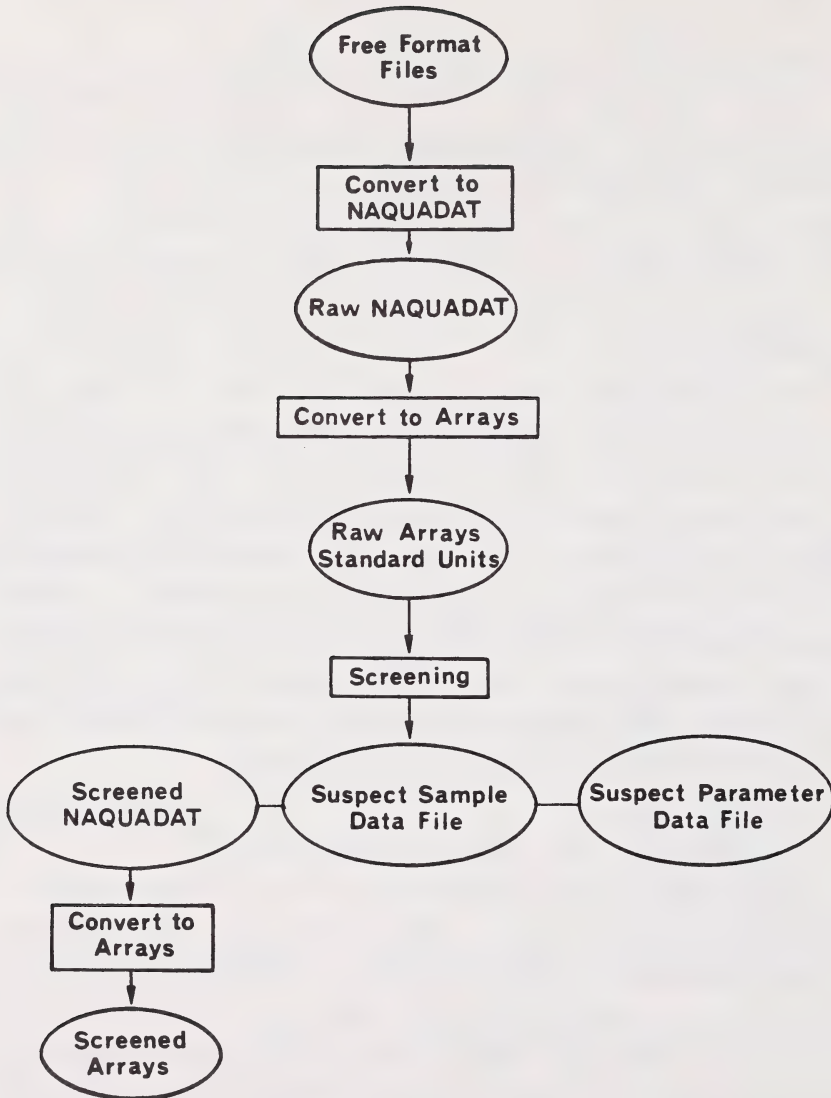 Free Format
Files
Convert to
NAQUADAT
Raw NAQUADAT
Convert to Arrays
Raw Arrays
Standard Units
Screening
Screened
NAQUADAT
Suspect Sample
Data File
Suspect Parameter
Data File
Convert to
Arrays
Screened
Arrays